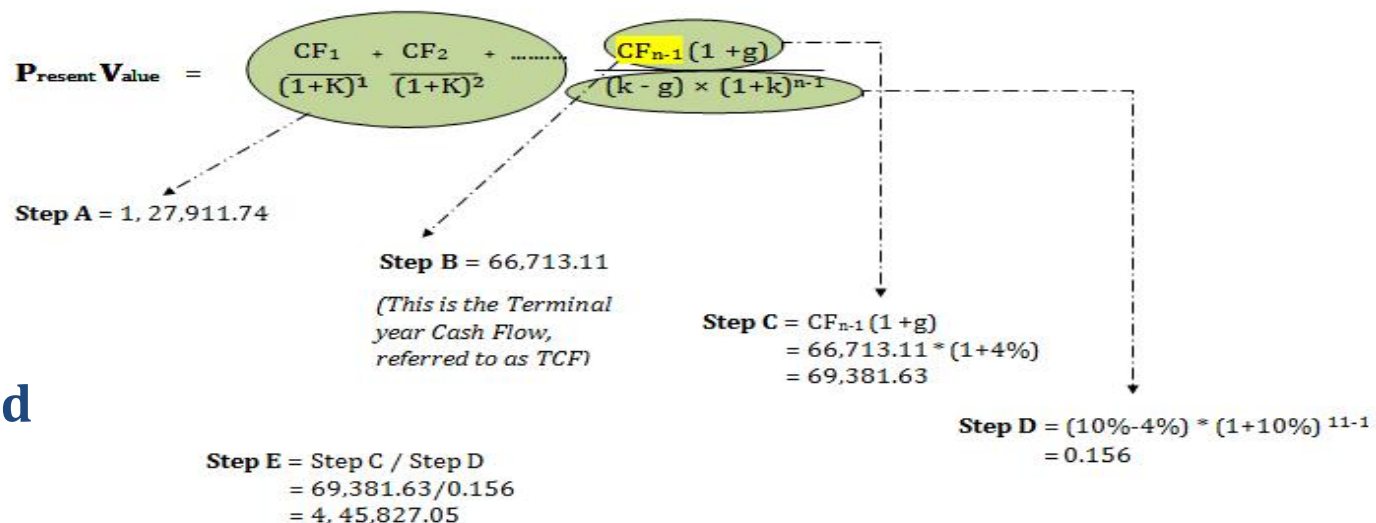 CF₁ + CF₂ + ......... CFₙ₋₁ (1 +g)
Present Value =
(1+K)¹ (1+K)² (k - g) × (1+k)ⁿ⁻¹
Step A = 1, 27,911.74
Step B = 66,713.11
(This is the Terminal
year Cash Flow,
referred to as TCF)
Step C = CFₙ₋₁ (1 +g)
= 66,713.11 * (1+4%)
= 69,381.63
d
Step D = (10%-4%) * (1+10%) ¹¹⁻¹
= 0.156
Step E = Step C / Step D
= 69,381.63/0.156
= 4, 45,827.05